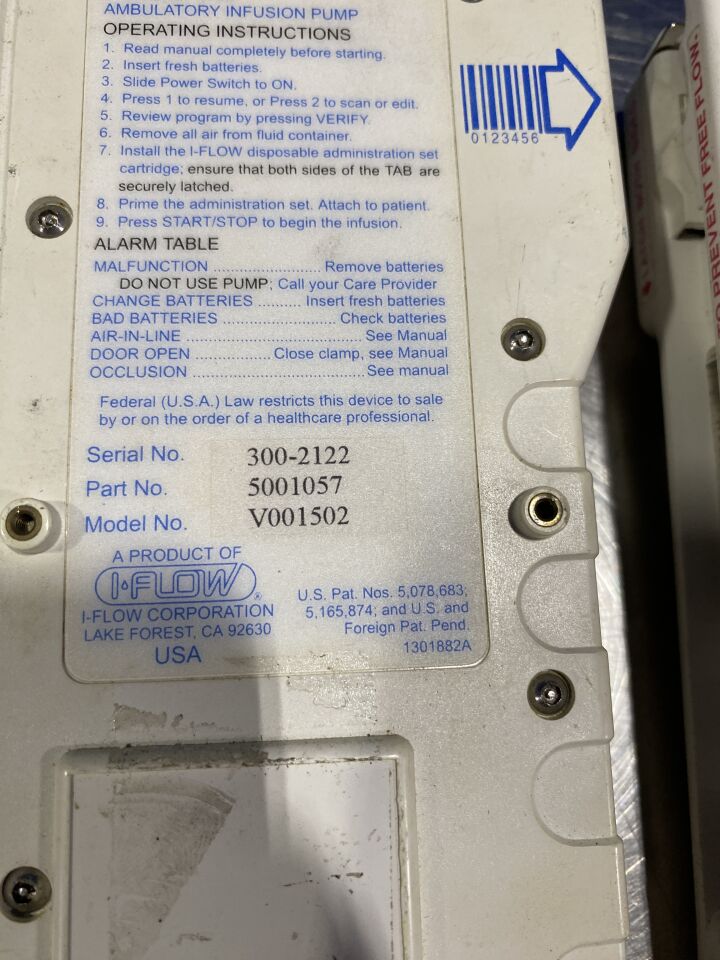 AMBULATORY INFUSION PUMP
OPERATING INSTRUCTIONS
1. Read manual completely before starting.
2. Insert fresh batteries.
3. Slide Power Switch to ON.
4. Press 1 to resume, or Press 2 to scan or edit.
5. Review program by pressing VERIFY.
6. Remove all air from fluid container.
7. Install the I-FLOW disposable administration set
cartridge; ensure that both sides of the TAB are
securely latched.
8. Prime the administration set. Attach to patient.
9. Press START/STOP to begin the infusion.
ALARM TABLE
MALFUNCTION ........................ Remove batteries
DO NOT USE PUMP; Call your Care Provider
CHANGE BATTERIES .......... Insert fresh batteries
BAD BATTERIES .......................... Check batteries
AIR-IN-LINE ......................................... See Manual
DOOR OPEN ................ Close clamp, see Manual
OCCLUSION ...................................... See manual
Federal (U.S.A.) Law restricts this device to sale
by or on the order of a healthcare professional.
Serial No. 300-2122
Part No. 5001057
Model No. V001502
A PRODUCT OF
I-FLOW®
I-FLOW CORPORATION
LAKE FOREST, CA 92630
USA
U.S. Pat. Nos. 5,078,683;
5,165,874; and U.S. and
Foreign Pat. Pend.
1301882A
0123456
TO PREVENT FREE FLOW.